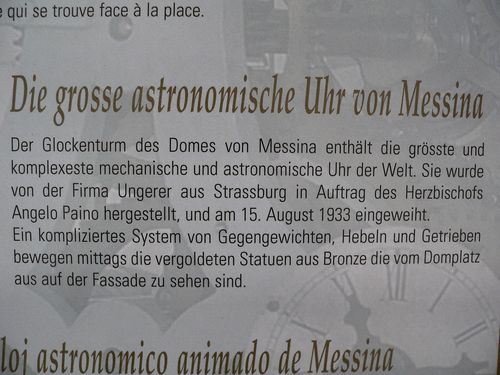 e qui se trouve face à la place.
Die grosse astronomische Uhr von Messina
Der Glockenturm des Domes von Messina enthält die grösste und
komplexeste mechanische und astronomische Uhr der Welt. Sie wurde
von der Firma Ungerer aus Strassburg in Auftrag des Herzbischofs
Angelo Paino hergestellt, und am 15. August 1933 eingeweiht.
Ein kompliziertes System von Gegengewichten, Hebeln und Getrieben
bewegen mittags die vergoldeten Statuen aus Bronze die vom Domplatz
aus auf der Fassade zu sehen sind.
loj astronomico animado de Messina